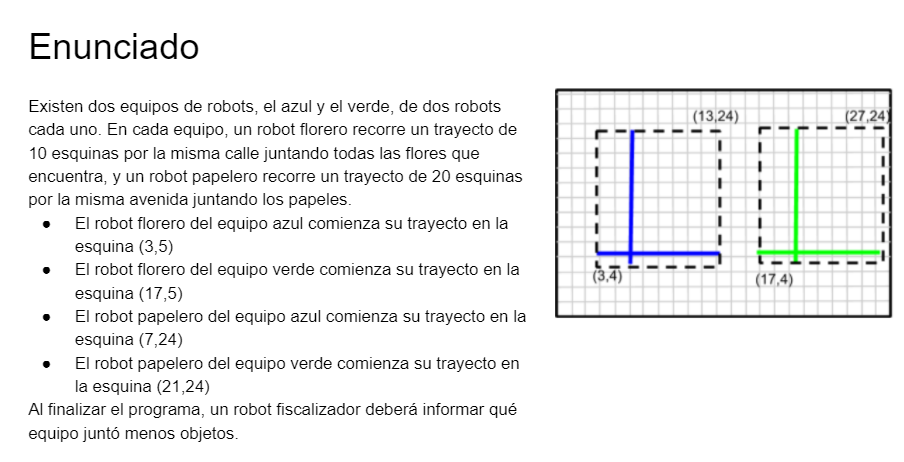 Enunciado
Existen dos equipos de robots, el azul y el verde, de dos robots
cada uno. En cada equipo, un robot florero recorre un trayecto de
10 esquinas por la misma calle juntando todas las flores que
encuentra, y un robot papelero recorre un trayecto de 20 esquinas
por la misma avenida juntando los papeles.
● El robot florero del equipo azul comienza su trayecto en la
esquina (3,5)
● El robot florero del equipo verde comienza su trayecto en la
esquina (17,5)
● El robot papelero del equipo azul comienza su trayecto en la
esquina (7,24)
● El robot papelero del equipo verde comienza su trayecto en
la esquina (21,24)
Al finalizar el programa, un robot fiscalizador deberá informar qué
equipo juntó menos objetos.
(13,24)
(27,24)
(3,4)
(17,4)